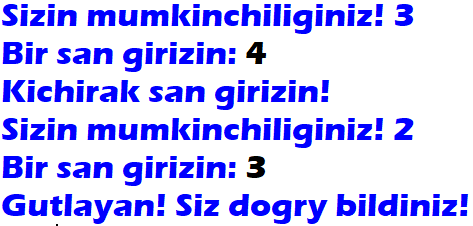 Sizin mumkinchiliginiz! 3
Bir san girizin: 4
Kichirak san girizin!
Sizin mumkinchiliginiz! 2
Bir san girizin: 3
Gutlayan! Siz dogry bildiniz!